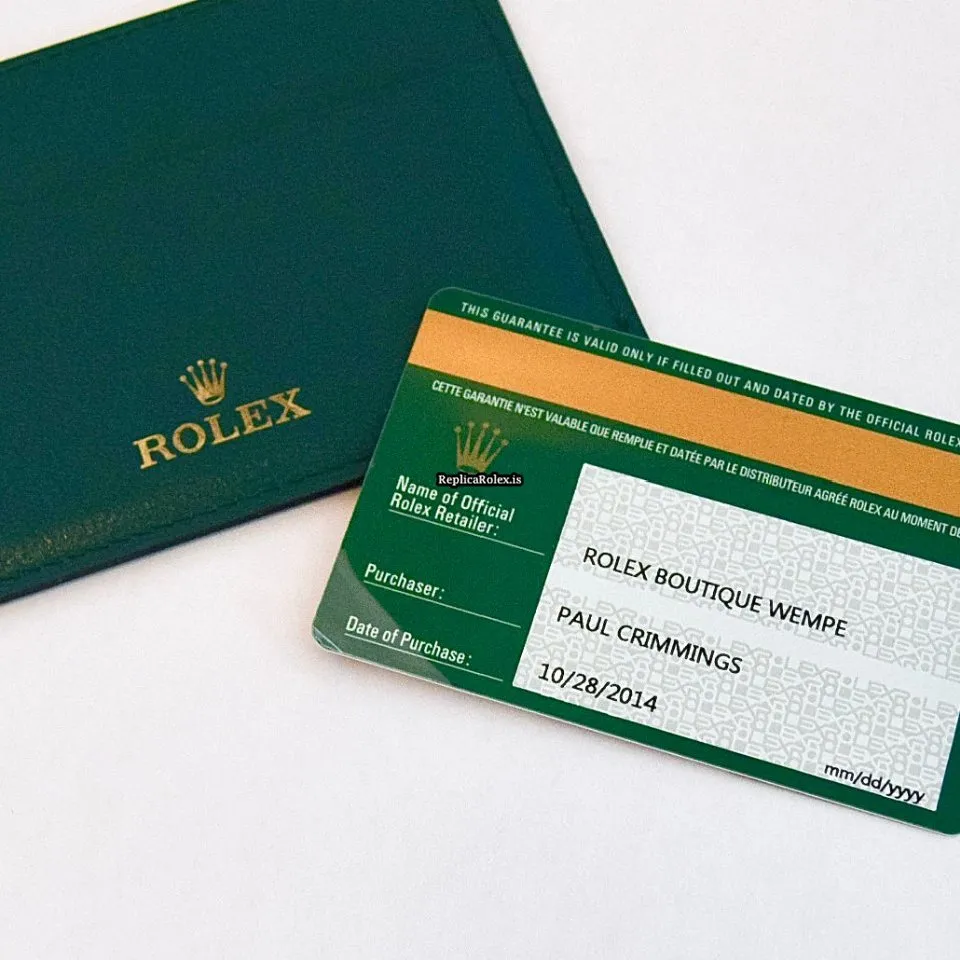 ROLEX
THIS GUARANTEE IS VALID ONLY IF FILLED OUT AND DATED BY THE OFFICIAL ROLEX
CETTE GARANTIE N'EST VALABLE QUE REMPLIE ET DATÉE PAR LE DISTRIBUTEUR AGRÉÉ ROLEX AU MOMENT DE
ReplicaRolex.is
Name of Official
Rolex Retailer:
ROLEX BOUTIQUE WEMPE
Purchaser:
PAUL CRIMMINGS
Date of Purchase:
10/28/2014
mm/dd/yyyy